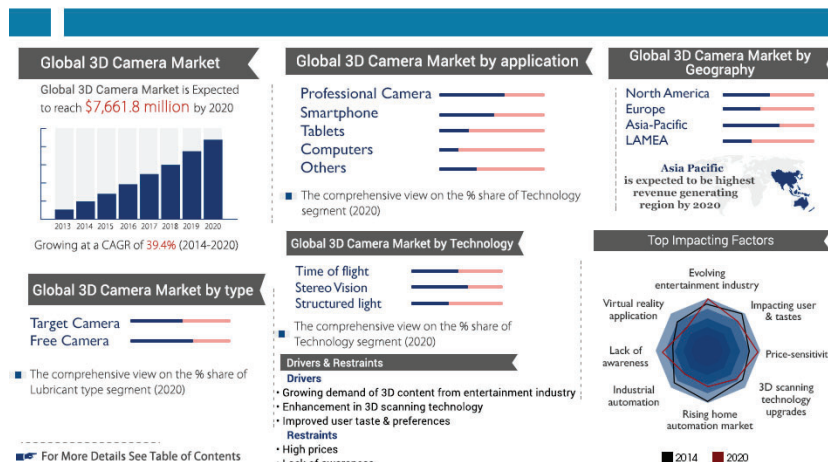 Global 3D Camera Market
Global 3D Camera Market is Expected
to reach $7,661.8 million by 2020
2013 2014 2015 2016 2017 2018 2019 2020
Growing at a CAGR of 39.4% (2014-2020)
Global 3D Camera Market by type
Target Camera
Free Camera
The comprehensive view on the % share of
Lubricant type segment (2020)
For More Details See Table of Contents
Global 3D Camera Market by application
Professional Camera
Smartphone
Tablets
Computers
Others
The comprehensive view on the % share of Technology
segment (2020)
Global 3D Camera Market by Technology
Time of flight
Stereo Vision
Structured light
The comprehensive view on the % share of
Technology segment (2020)
Drivers & Restraints
Drivers
• Growing demand of 3D content from entertainment industry
• Enhancement in 3D scanning technology
• Improved user taste & preferences
Restraints
• High prices
Global 3D Camera Market by
Geography
North America
Europe
Asia-Pacific
LAMEA
Asia Pacific
is expected to be highest
revenue generating
region by 2020
Top Impacting Factors
Evolving
entertainment industry
Virtual reality
application
Impacting user
& tastes
Lack of
awareness
Price-sensitivit
Industrial
automation
3D scanning
technology
upgrades
Rising home
automation market
2014 2020